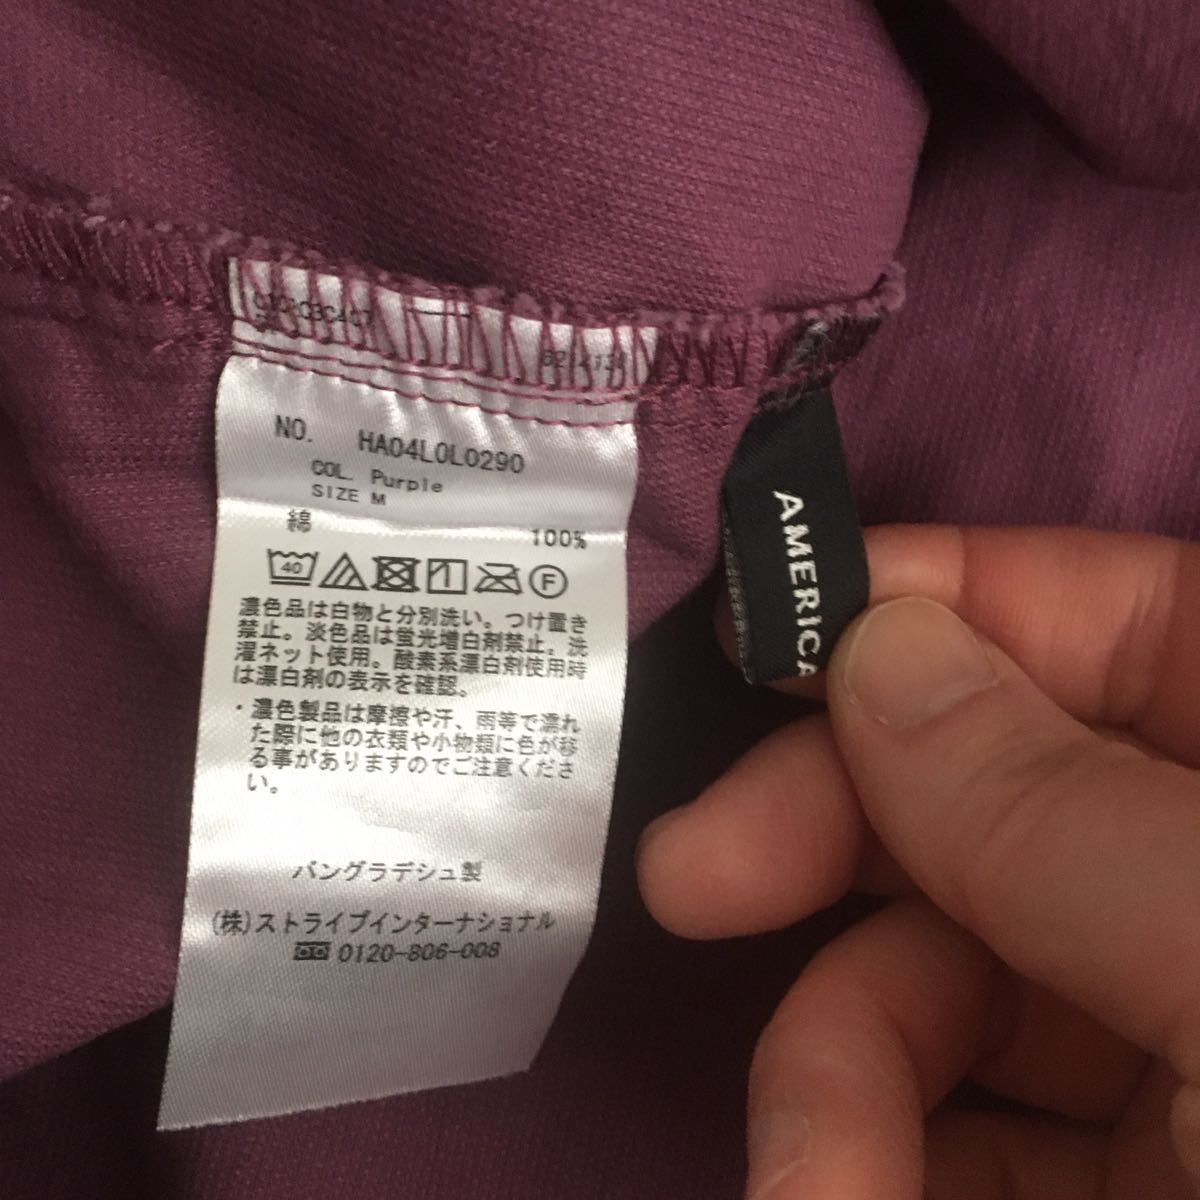 NO. HA04L0L0290
COL. Purple
SIZE M
綿 100%
40
F
濃色品は白物と分別洗い。つけ置き
禁止。淡色品は蛍光増白剤禁止。洗
濯ネット使用。酸素系漂白剤使用時
は漂白剤の表示を確認。
・濃色製品は摩擦や汗、雨等で濡れ
た際に他の衣類や小物類に色が移
る事がありますのでご注意くださ
い。
バングラデシュ製
(株)ストライプインターナショナル
0120-806-008
AMERICA